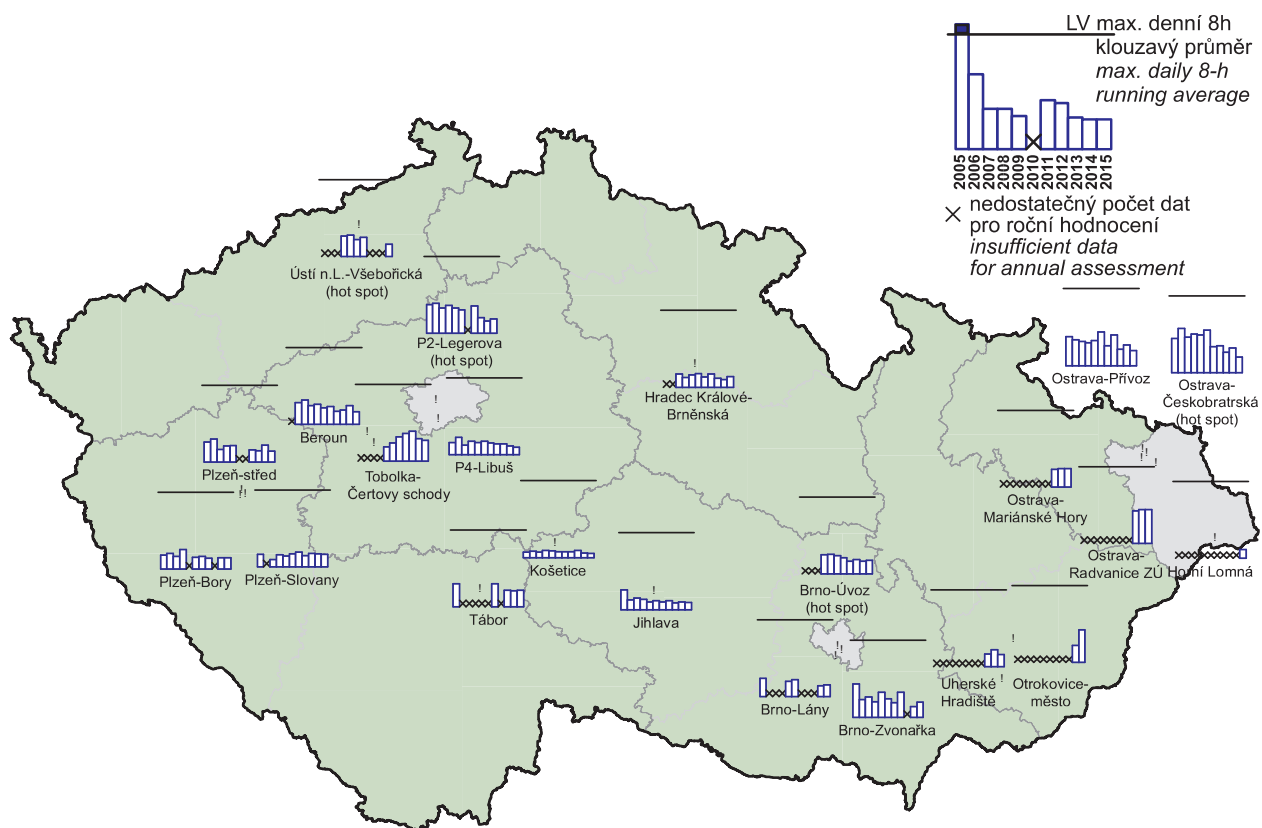 LV max. denní 8h
klouzavý průměr
max. daily 8-h
running average
2005
2006
2007
2008
2009
2010
2011
2012
2013
2014
2015
nedostatečný počet dat
pro roční hodnocení
insufficient data
for annual assessment
Ústí n.L.-Všebořická
(hot spot)
P2-Legerova
(hot spot)
Hradec Králové-
Brněnská
Ostrava-Přívoz
Ostrava-
Českobratrská
(hot spot)
Beroun
Plzeň-střed
Tobolka-
Čertovy schody
P4-Libuš
Ostrava-
Mariánské Hory
Ostrava-
Radvanice ZÚ
Horní Lomná
Plzeň-Bory
Plzeň-Slovany
Košetice
Tábor
Jihlava
Brno-Úvoz
(hot spot)
Brno-Lány
Brno-Zvonařka
Uherské
Hradiště
Otrokovice-
město